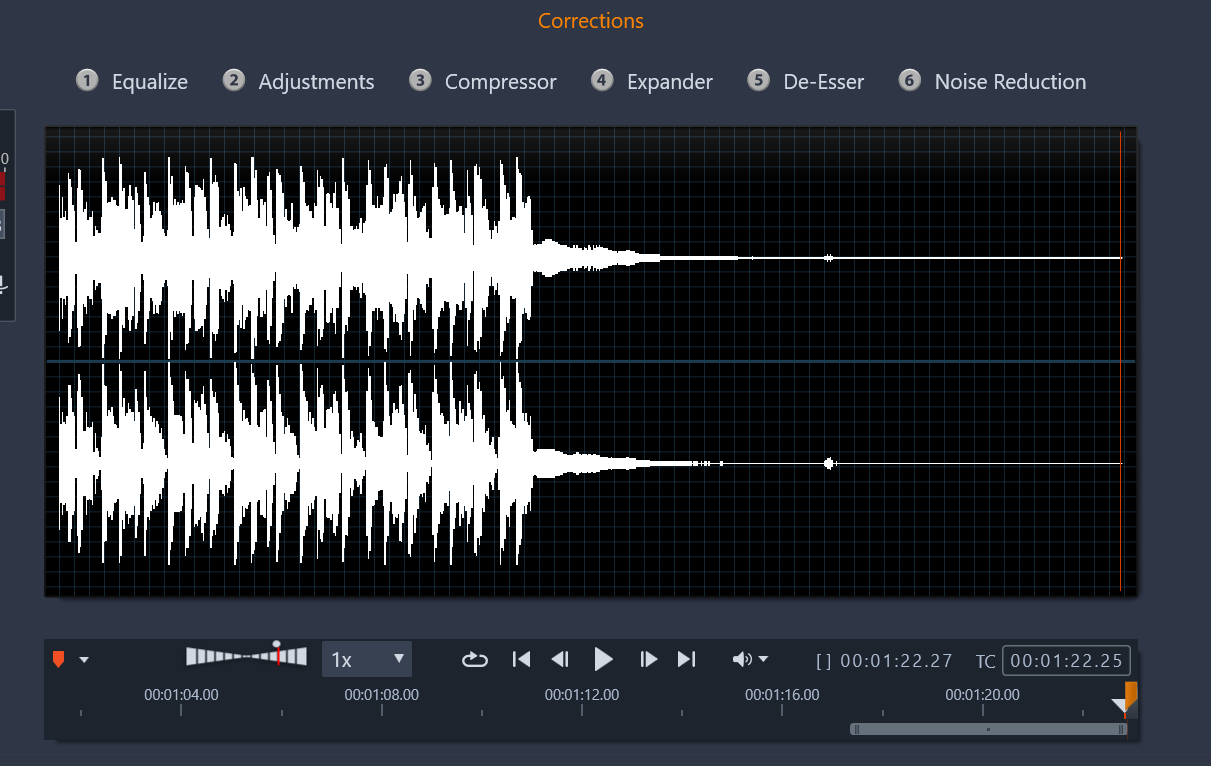 Corrections
1 Equalize 2 Adjustments 3 Compressor 4 Expander 5 De-Esser 6 Noise Reduction
0
1x [ ] 00:01:22.27 TC 00:01:22.25
00:01:04.00 00:01:08.00 00:01:12.00 00:01:16.00 00:01:20.00